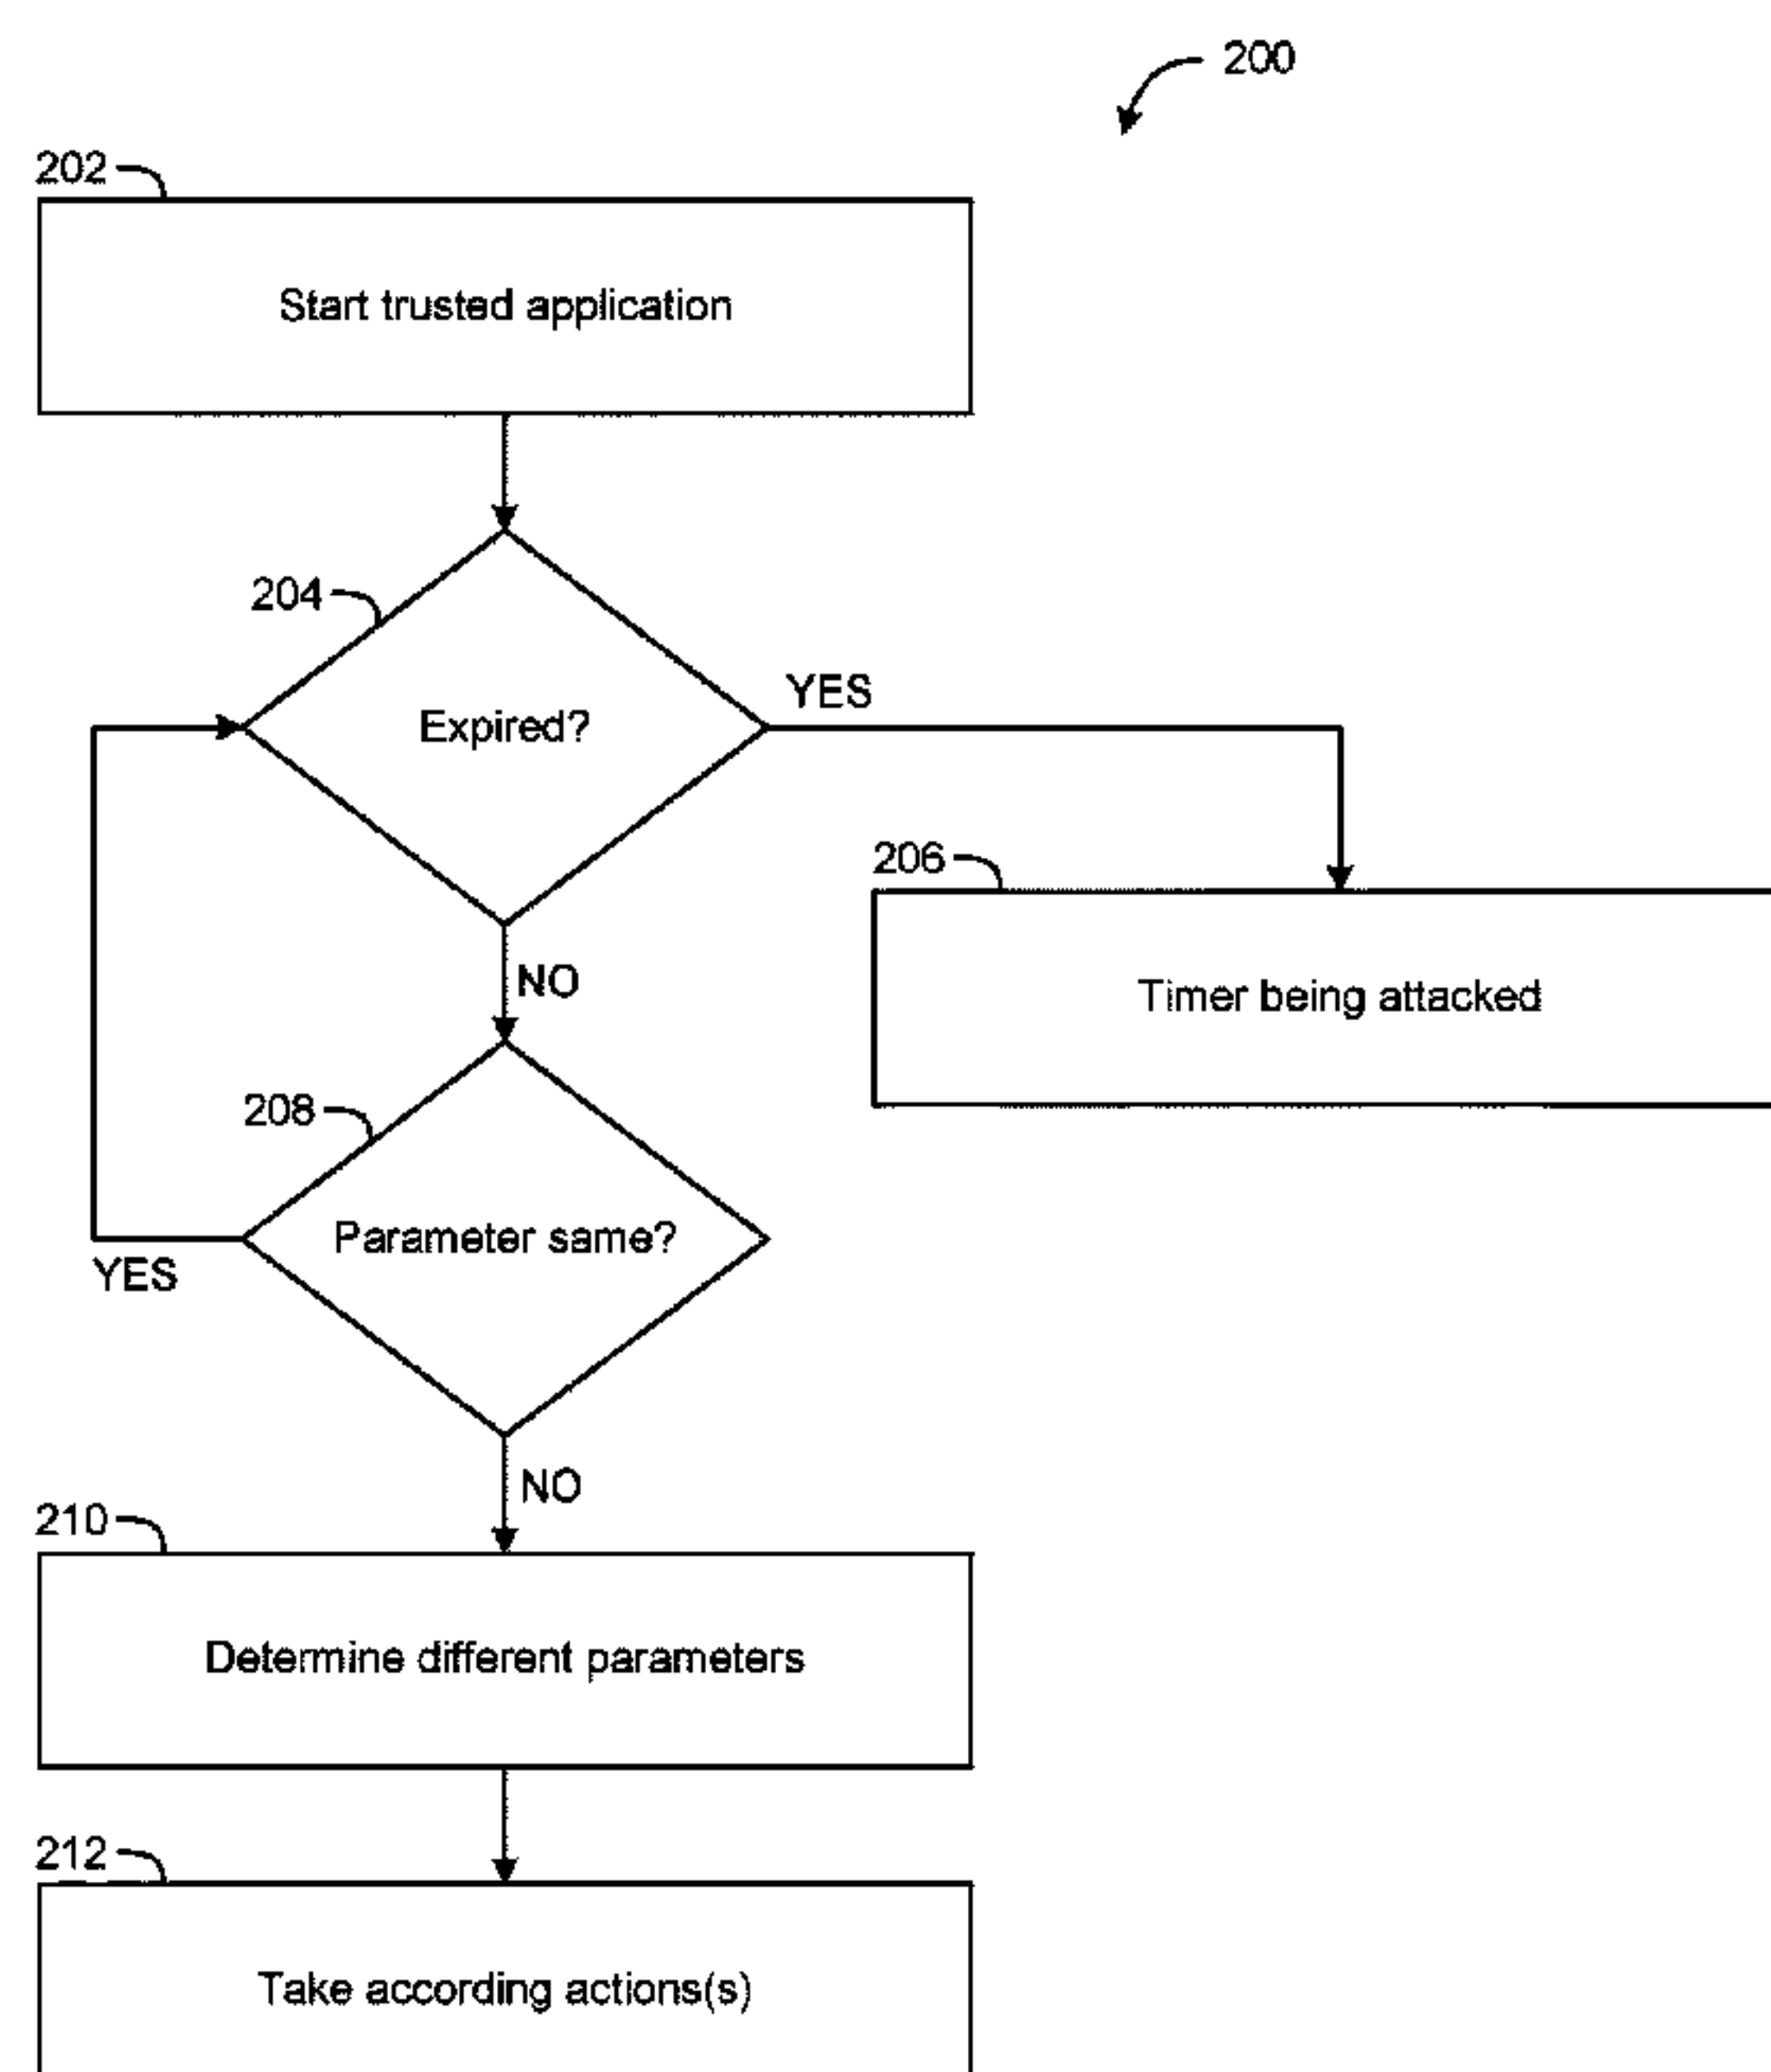 200
202
Start trusted application
204
Expired?
YES
206
Timer being attacked
NO
208
Parameter same?
YES
NO
210
Determine different parameters
212
Take according actions(s)